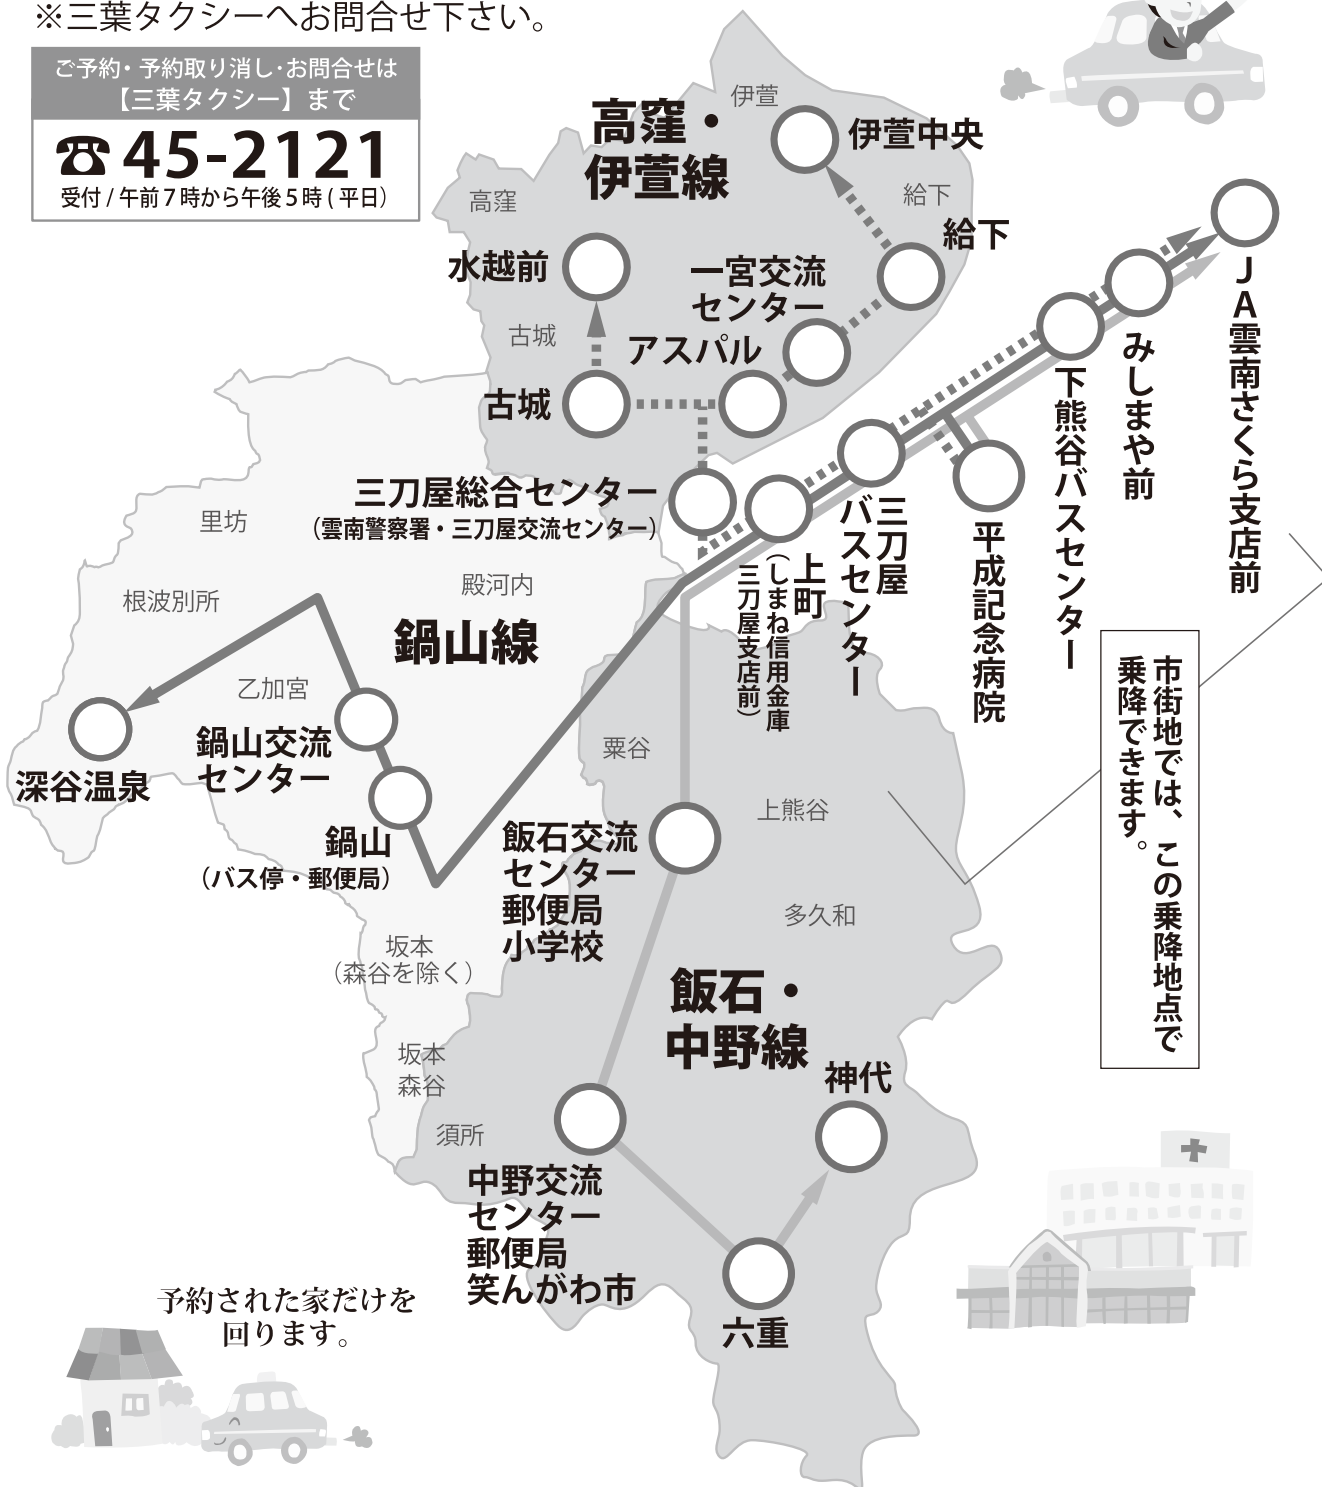 ※三葉タクシーへお問合せ下さい。
ご予約・予約取り消し・お問合せは
【三葉タクシー】まで
☎45-2121
受付/午前7時から午後5時(平日)
高窪・
伊萱線
伊萱
伊萱中央
高窪
給下
給下
水越前
一宮交流
センター
古城
アスパル
古城
三刀屋総合センター
（雲南警察署・三刀屋交流センター）
上町
（しまね信用金庫
三刀屋支店前）
三刀屋
バスセンター
平成記念病院
下熊谷バスセンター
みしまや前
ＪＡ雲南さくら支店前
里坊
根波別所
殿河内
鍋山線
乙加宮
深谷温泉
鍋山交流
センター
鍋山
（バス停・郵便局）
坂本
（森谷を除く）
坂本
森谷
須所
粟谷
上熊谷
飯石交流
センター
郵便局
小学校
多久和
飯石・
中野線
神代
中野交流
センター
郵便局
笑んがわ市
六重
市街地では、この乗降地点で
乗降できます。
予約された家だけを
回ります。